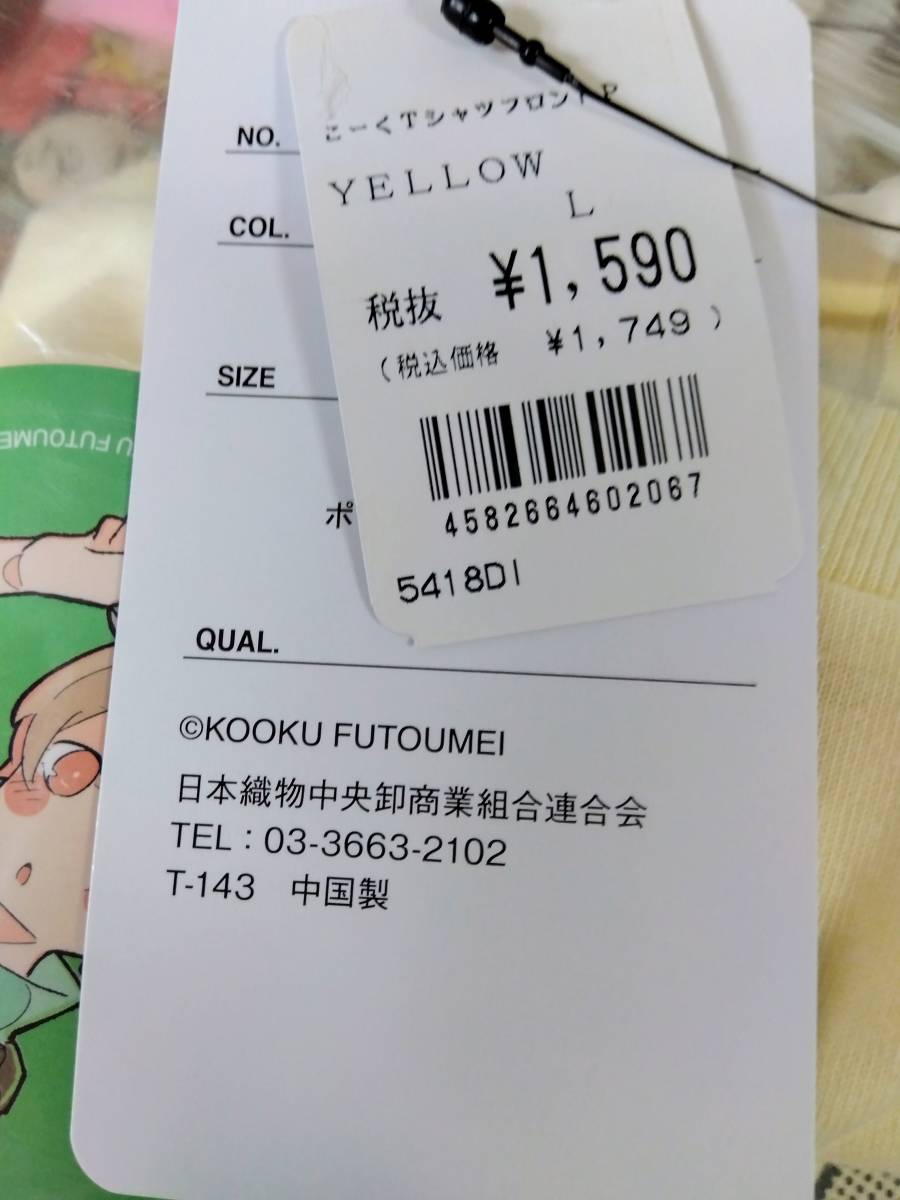 こーくTシャツフロントP
YELLOW
L
税抜 ¥1,590
(税込価格 ¥1,749)
4582664602067
5418DI
NO.
COL.
SIZE
ポ
QUAL.
©KOOKU FUTOUMEI
日本織物中央卸商業組合連合会
TEL：03-3663-2102
T-143 中国製
U FUTOUMEI